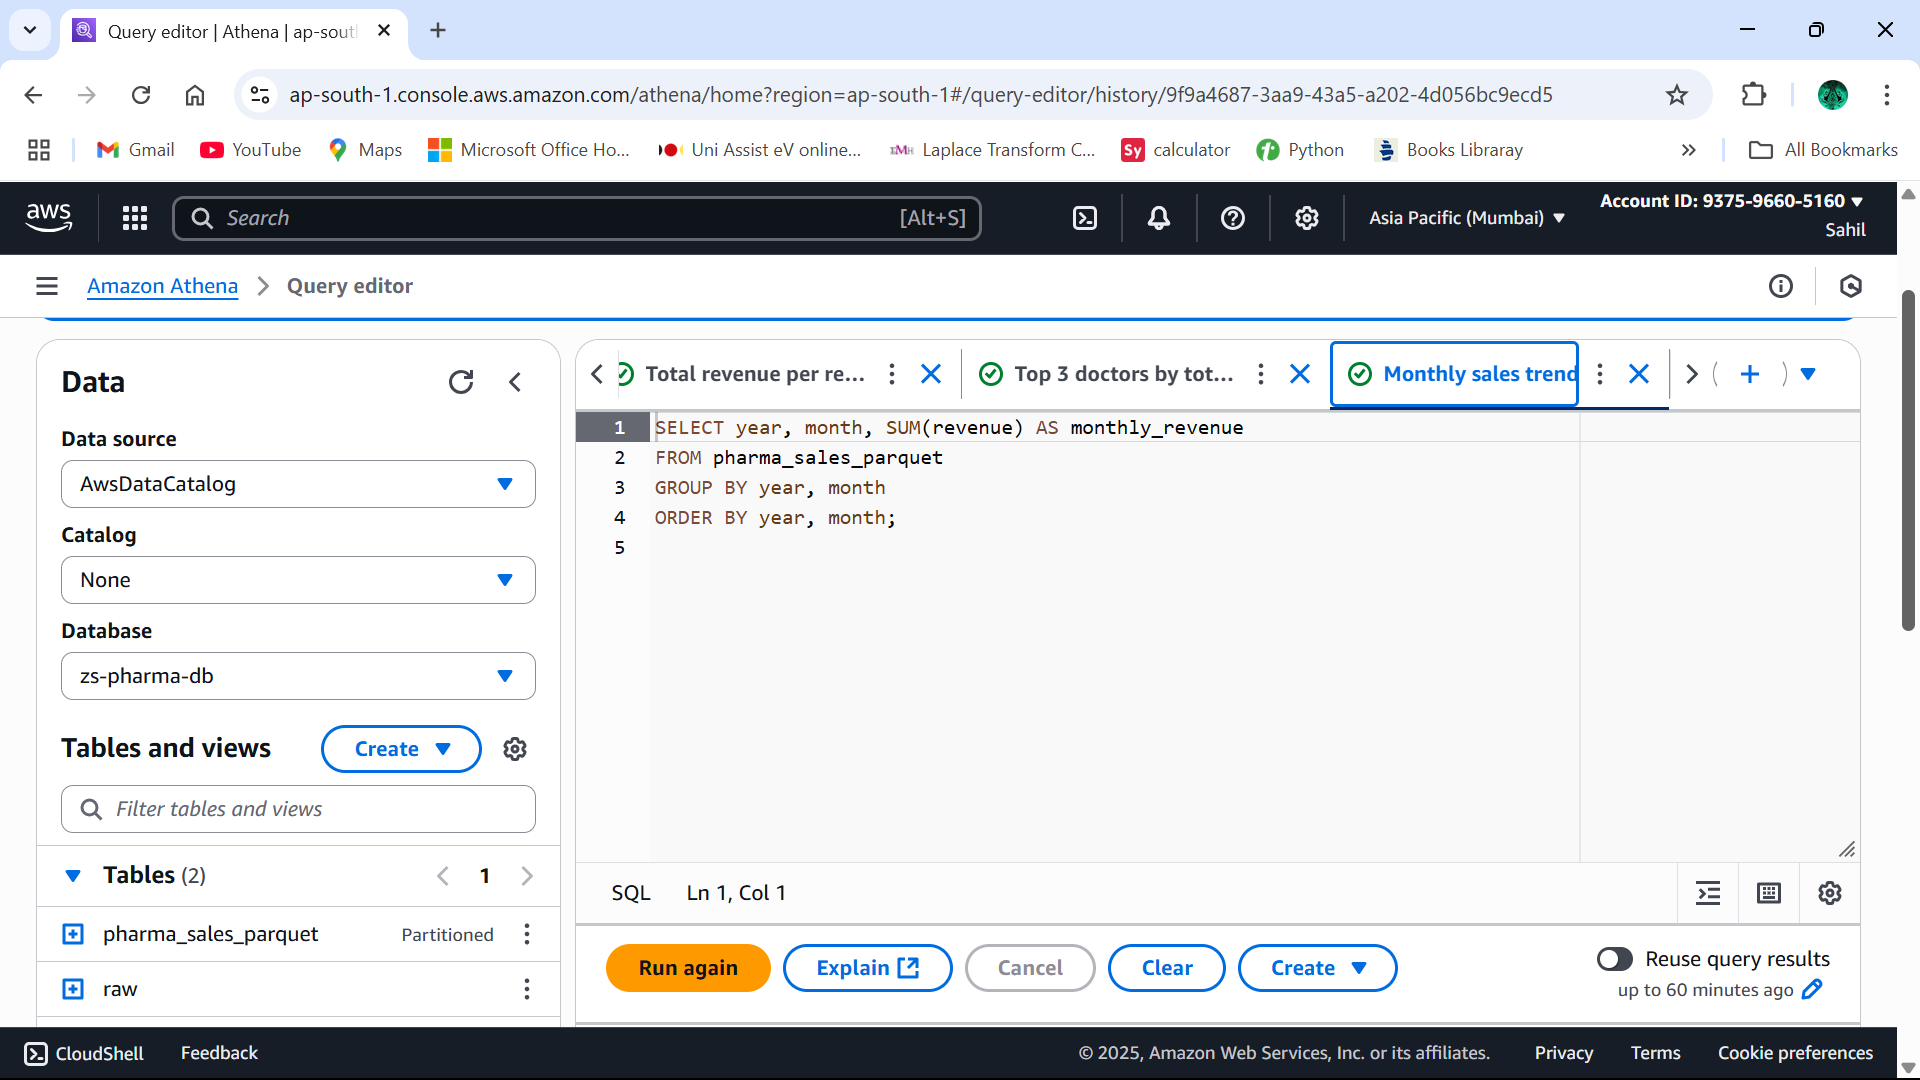 Query editor | Athena | ap-sout
ap-south-1.console.aws.amazon.com/athena/home?region=ap-south-1#/query-editor/history/9f9a4687-3aa9-43a5-a202-4d056bc9ecd5
Gmail YouTube Maps Microsoft Office Ho... Uni Assist eV online... Laplace Transform C... Sy calculator Python Books Libraray All Bookmarks
aws Search [Alt+S] Asia Pacific (Mumbai) Account ID: 9375-9660-5160
Sahil
Amazon Athena Query editor
Data
Data source
AwsDataCatalog
Catalog
None
Database
zs-pharma-db
Tables and views Create
Filter tables and views
Tables (2) 1
pharma_sales_parquet Partitioned
raw
Total revenue per re... Top 3 doctors by tot... Monthly sales trend
1 SELECT year, month, SUM(revenue) AS monthly_revenue
2 FROM pharma_sales_parquet
3 GROUP BY year, month
4 ORDER BY year, month;
5
SQL Ln 1, Col 1
Run again Explain Cancel Clear Create Reuse query results
up to 60 minutes ago
CloudShell Feedback © 2025, Amazon Web Services, Inc. or its affiliates. Privacy Terms Cookie preferences